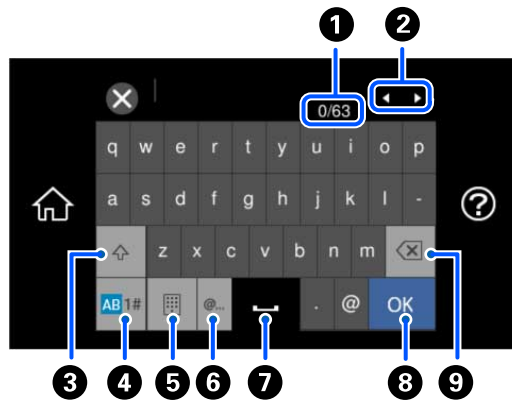 1 2
0/63
q w e r t y u i o p
a s d f g h j k l -
?
z x c v b n m
AB 1# @... . @ OK
3 4 5 6 7 8 9